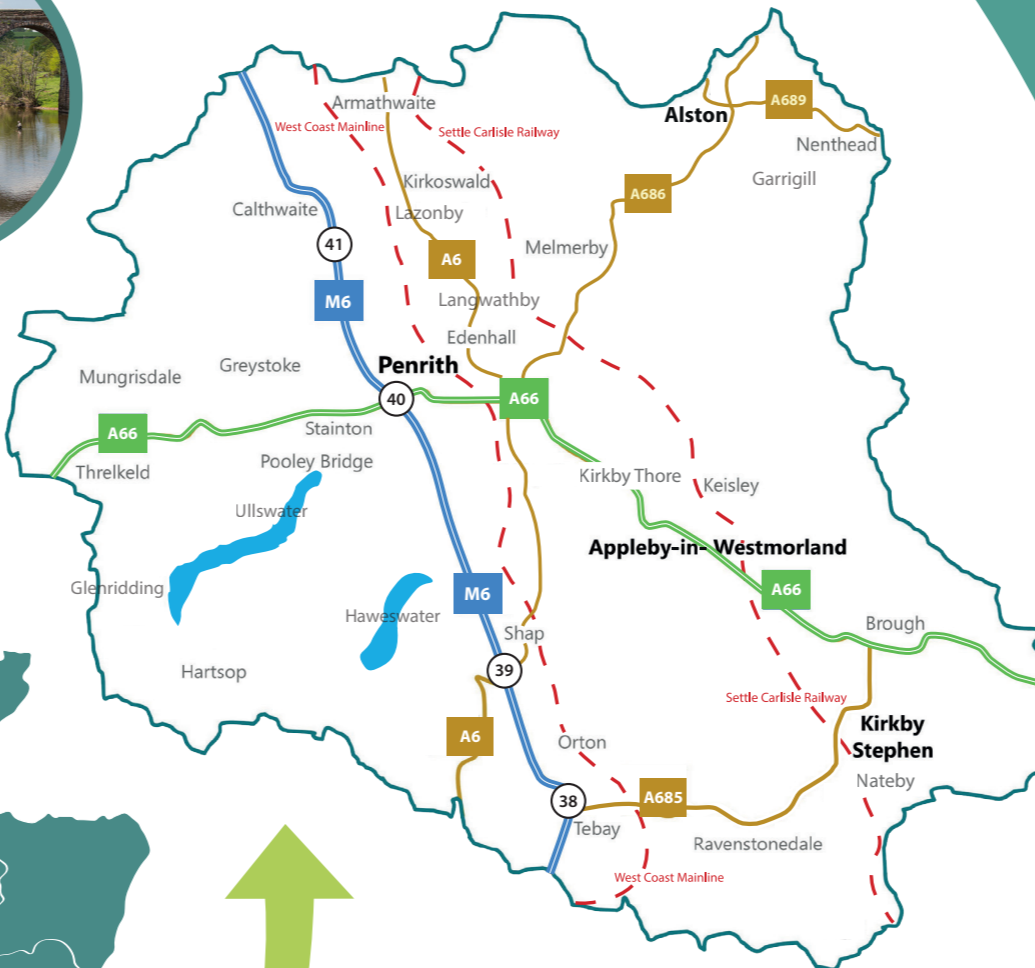 Armathwaite
West Coast Mainline
Settle Carlisle Railway
Alston
A689
Nenthead
Garrigill
A686
Kirkoswald
Calthwaite
Lazonby
41
A6
Melmerby
M6
Langwathby
Edenhall
Greystoke
Penrith
Mungrisdale
40
A66
A66
Stainton
Threlkeld
Pooley Bridge
Kirkby Thore
Keisley
Ullswater
Appleby-in- Westmorland
Glenridding
M6
A66
Haweswater
Brough
Shap
Hartsop
39
Settle Carlisle Railway
Kirkby
Stephen
A6
Orton
Nateby
38
A685
Tebay
Ravenstonedale
West Coast Mainline